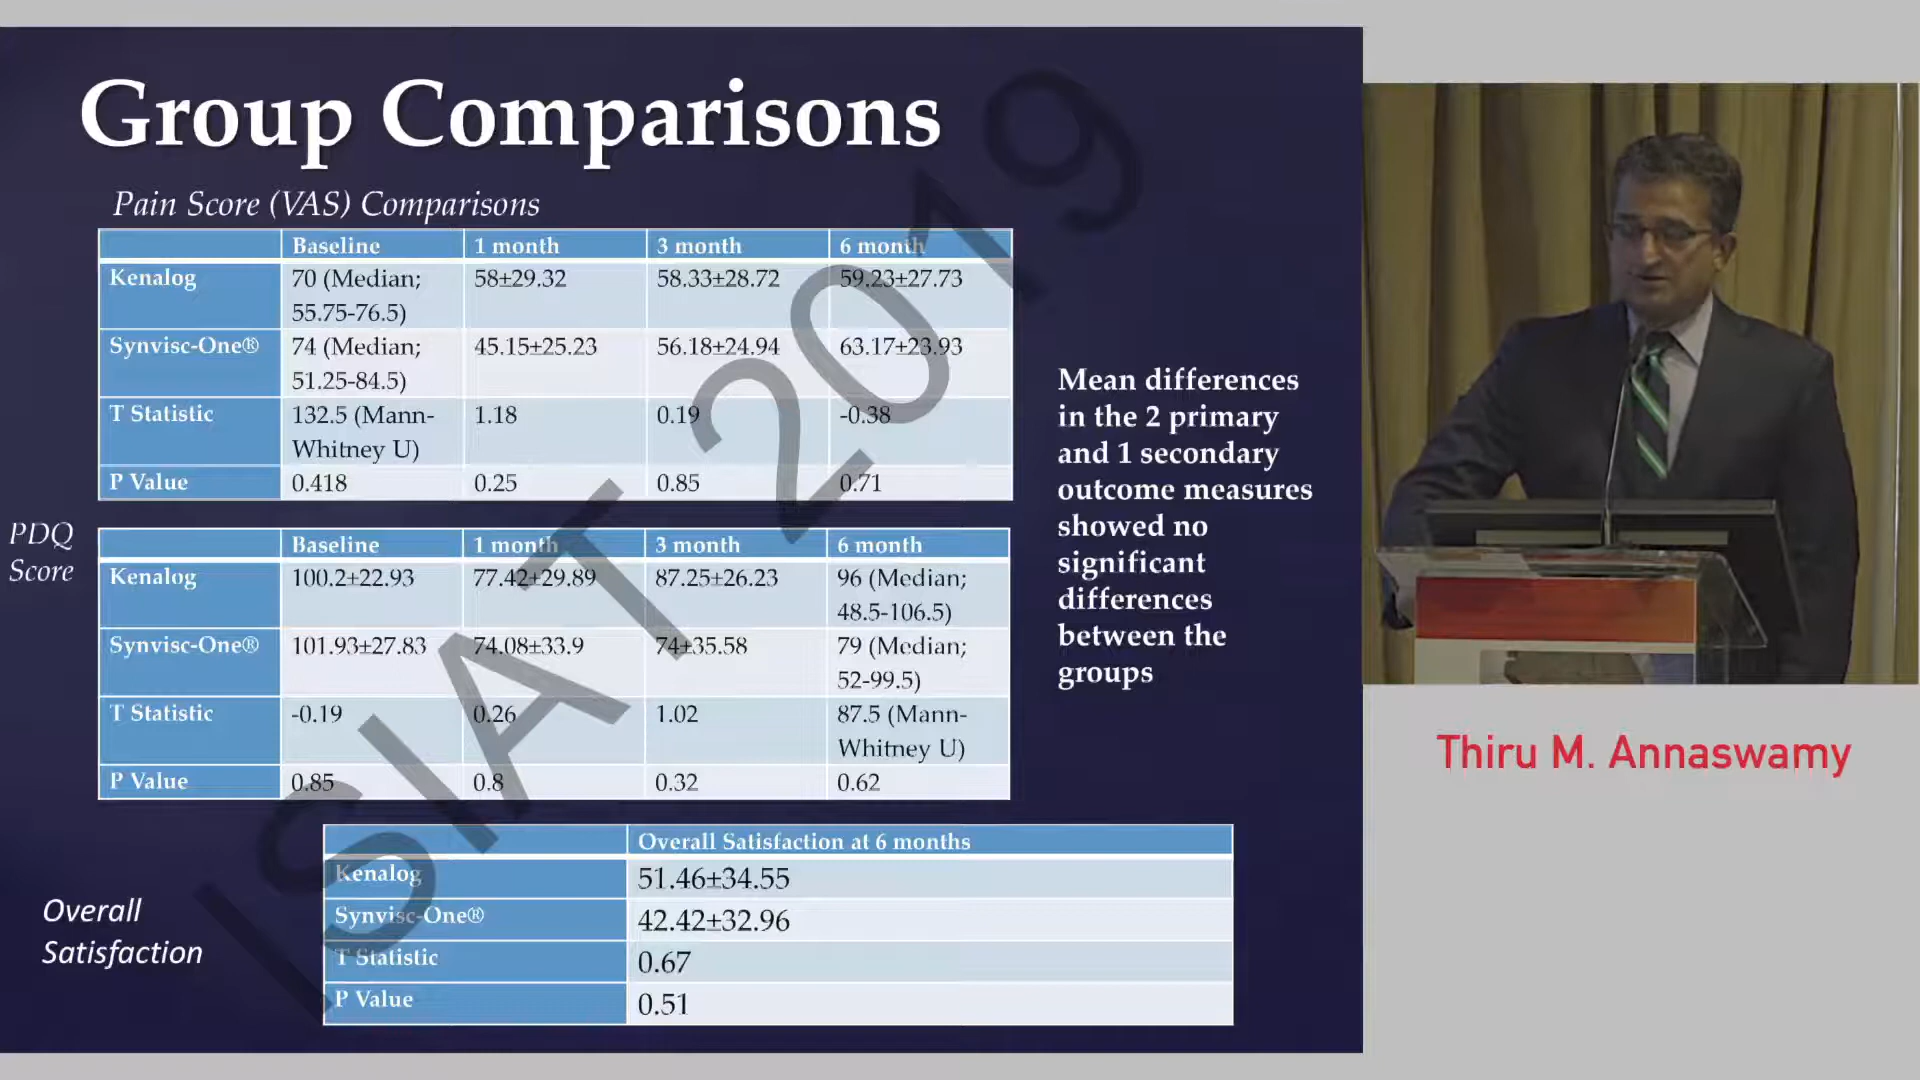 Group Comparisons
Pain Score (VAS) Comparisons
Baseline 1 month 3 month 6 month
Kenalog 70 (Median; 58±29.32 58.33±28.72 59.23±27.73
55.75-76.5)
Synvisc-One® 74 (Median; 45.15±25.23 56.18±24.94 63.17±23.93
51.25-84.5)
T Statistic 132.5 (Mann- 1.18 0.19 -0.38
Whitney U)
P Value 0.418 0.25 0.85 0.71
PDQ
Score
Baseline 1 month 3 month 6 month
Kenalog 100.2±22.93 77.42±29.89 87.25±26.23 96 (Median;
48.5-106.5)
Synvisc-One® 101.93±27.83 74.08±33.9 74±35.58 79 (Median;
52-99.5)
T Statistic -0.19 0.26 1.02 87.5 (Mann-
Whitney U)
P Value 0.85 0.8 0.32 0.62
Overall
Satisfaction
Overall Satisfaction at 6 months
Kenalog 51.46±34.55
Synvisc-One® 42.42±32.96
T Statistic 0.67
P Value 0.51
Mean differences
in the 2 primary
and 1 secondary
outcome measures
showed no
significant
differences
between the
groups
ISIAT 2019
Thiru M. Annaswamy